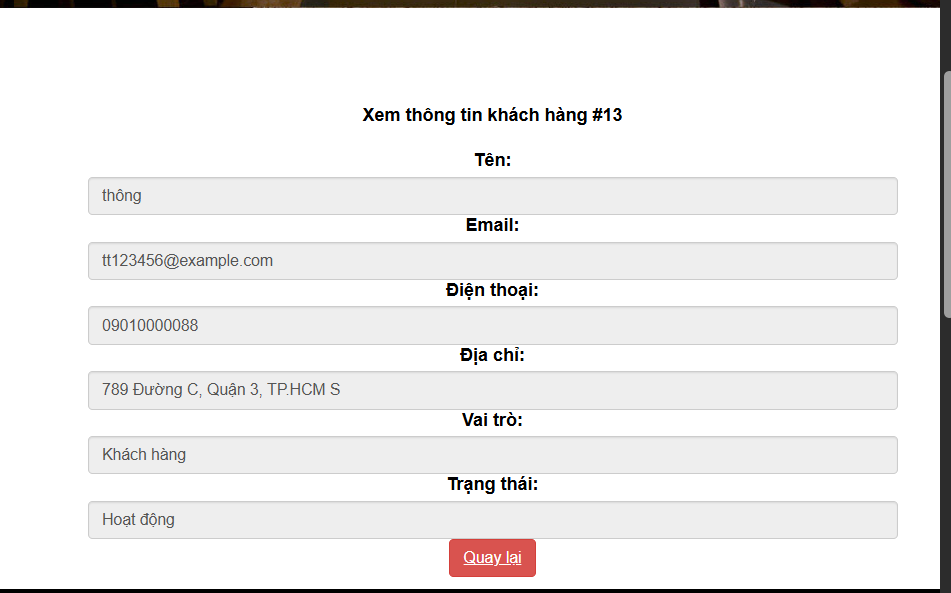 Xem thông tin khách hàng #13
Tên:
thông
Email:
tt123456@example.com
Điện thoại:
09010000088
Địa chỉ:
789 Đường C, Quận 3, TP.HCM S
Vai trò:
Khách hàng
Trạng thái:
Hoạt động
Quay lại